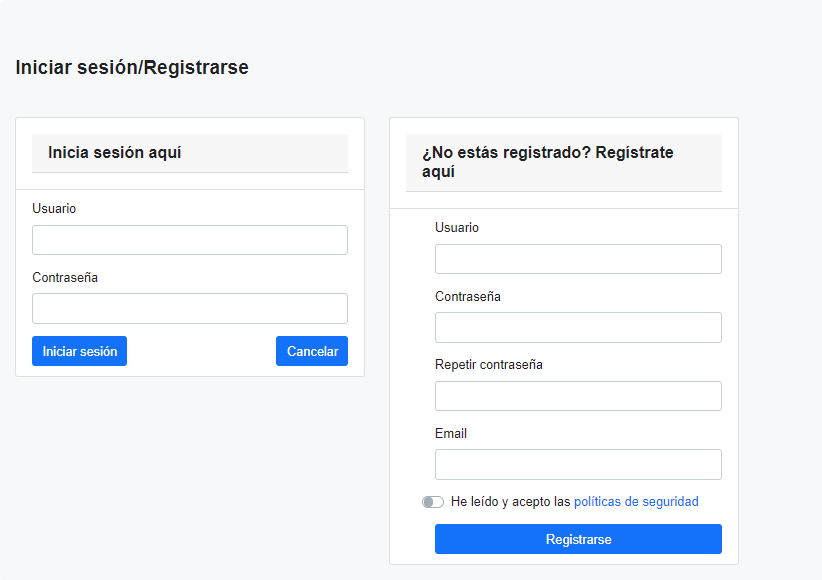 Iniciar sesión/Registrarse
Inicia sesión aquí
Usuario
Contraseña
Iniciar sesión
Cancelar
¿No estás registrado? Regístrate
aquí
Usuario
Contraseña
Repetir contraseña
Email
He leído y acepto las políticas de seguridad
Registrarse